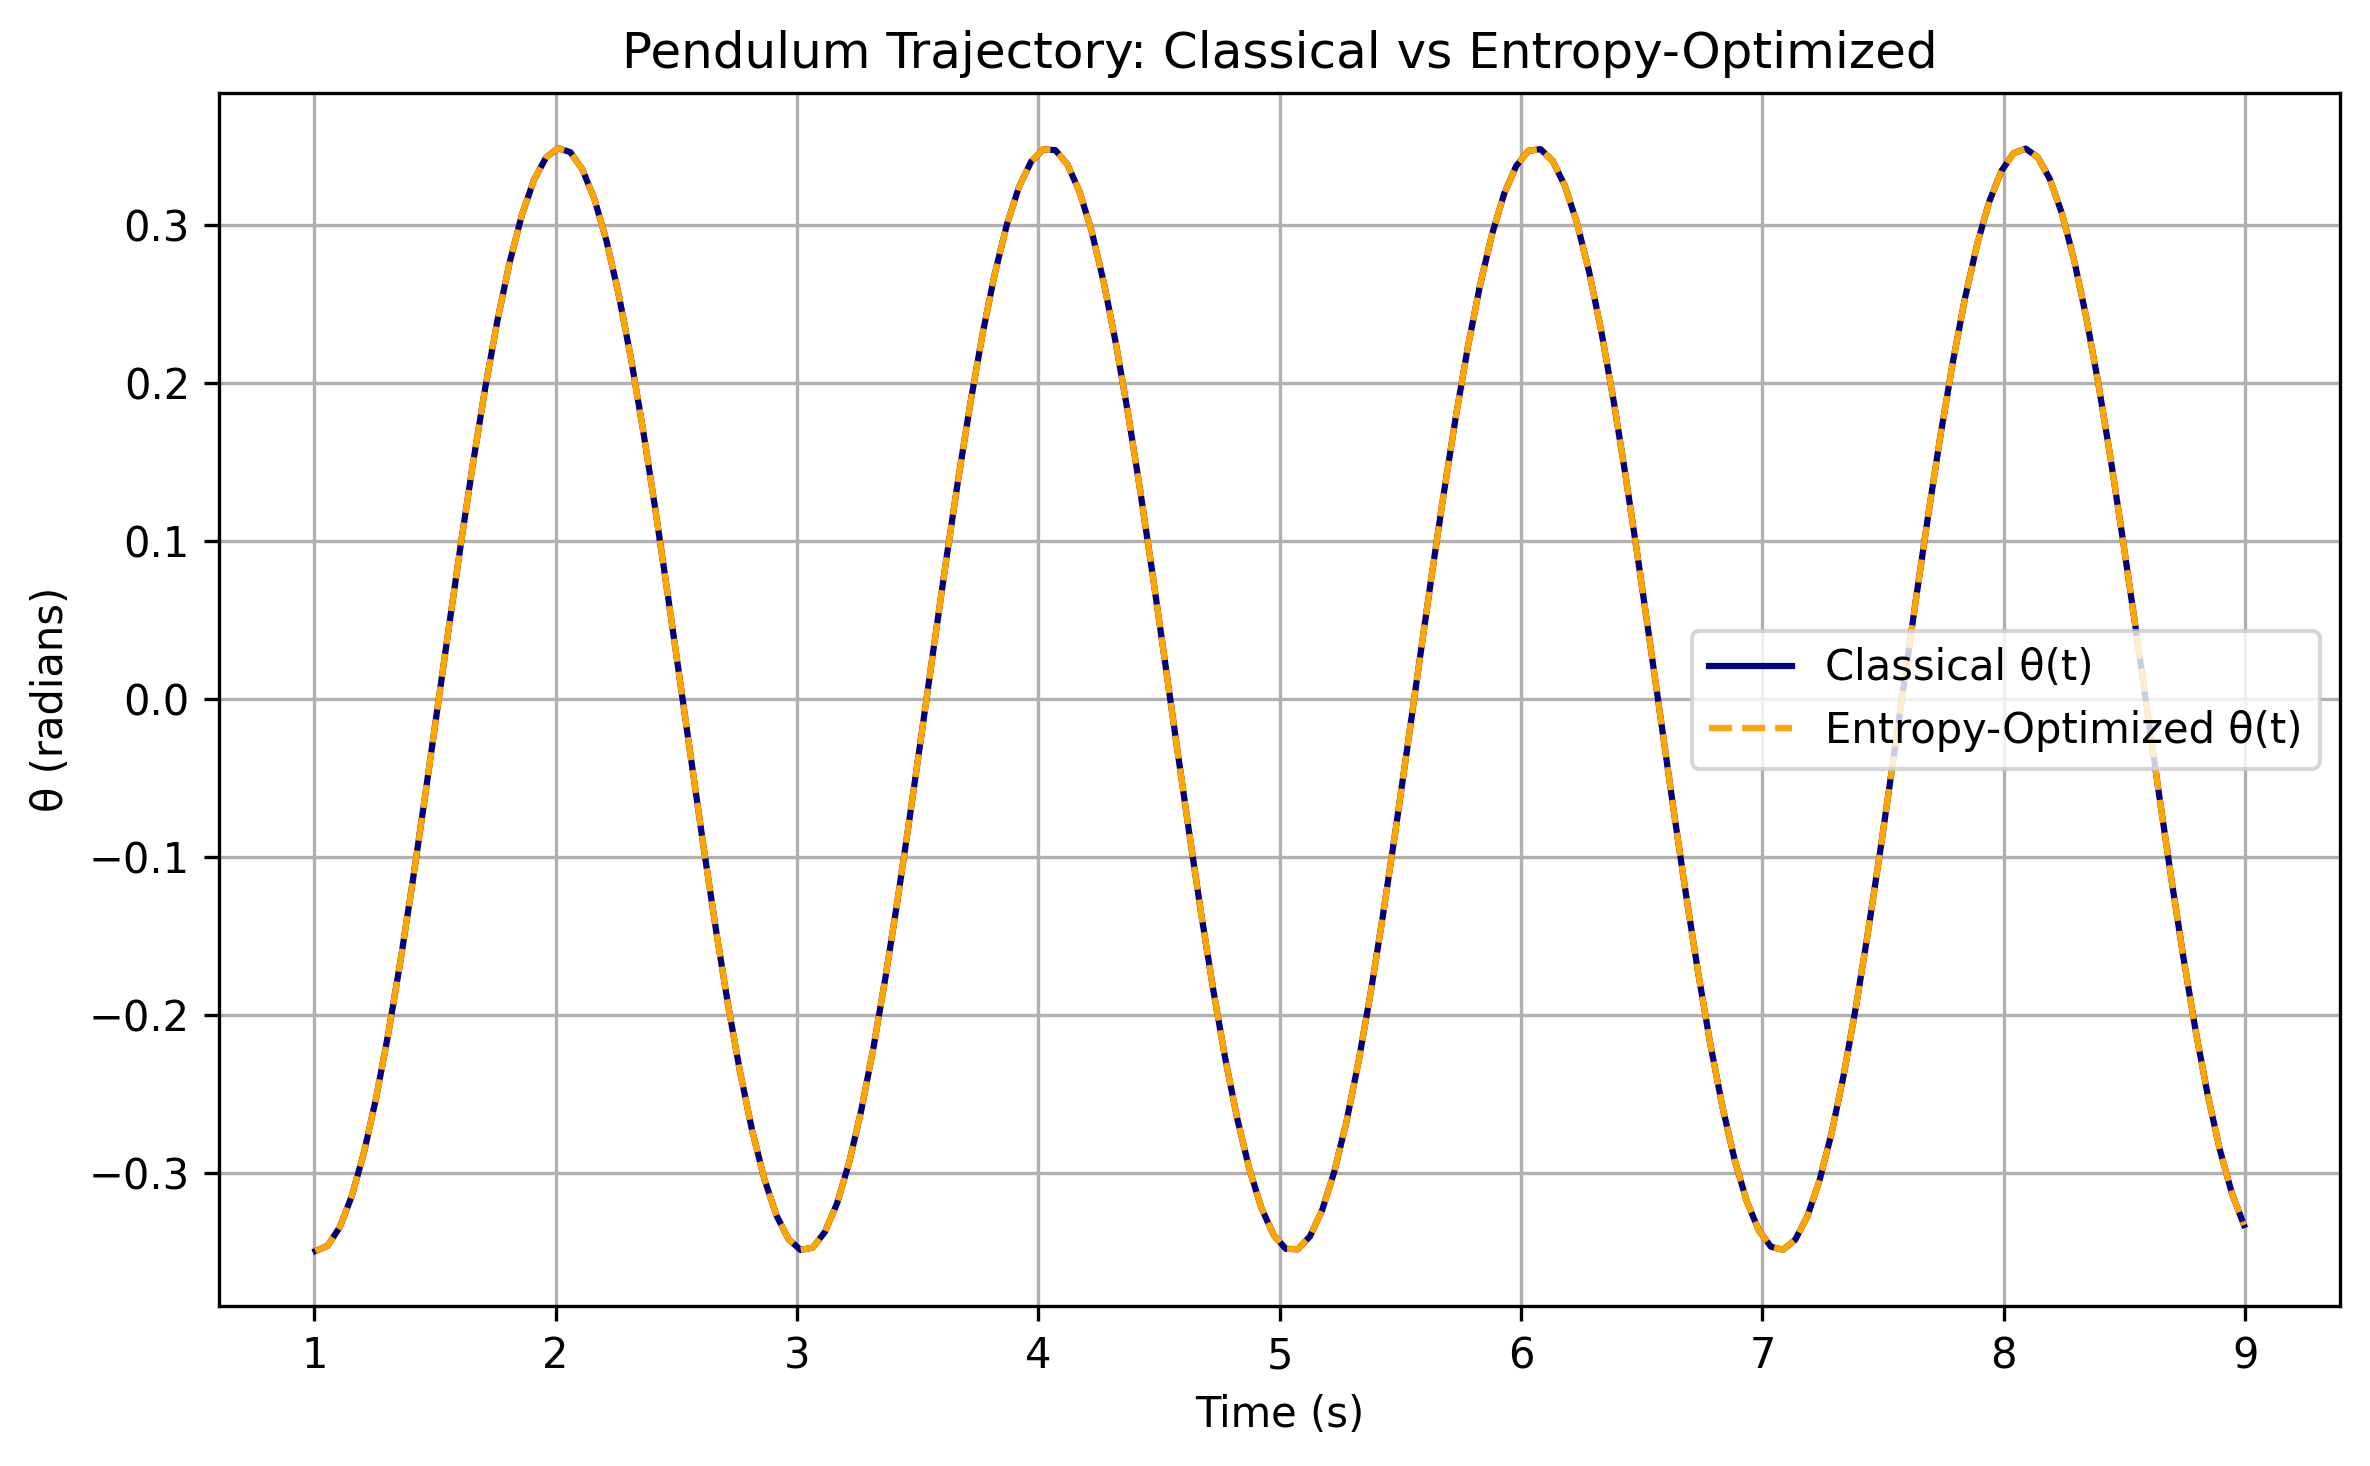 Pendulum Trajectory: Classical vs Entropy-Optimized
θ (radians)
0.3
0.2
0.1
0.0
−0.1
−0.2
−0.3
Classical θ(t)
Entropy-Optimized θ(t)
1 2 3 4 5 6 7 8 9
Time (s)